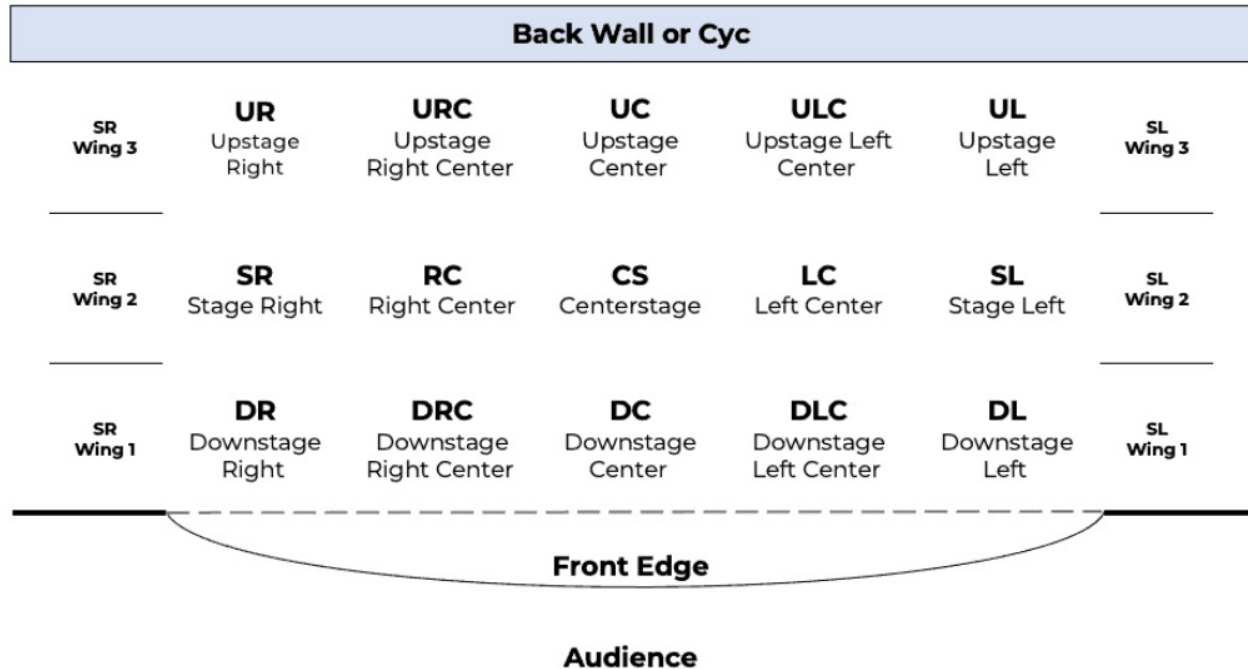 Back Wall or Cyc
SR
Wing 3
UR
Upstage
Right
URC
Upstage
Right Center
UC
Upstage
Center
ULC
Upstage Left
Center
UL
Upstage
Left
SL
Wing 3
SR
Wing 2
SR
Stage Right
RC
Right Center
CS
Centerstage
LC
Left Center
SL
Stage Left
SL
Wing 2
SR
Wing 1
DR
Downstage
Right
DRC
Downstage
Right Center
DC
Downstage
Center
DLC
Downstage
Left Center
DL
Downstage
Left
SL
Wing 1
Front Edge
Audience